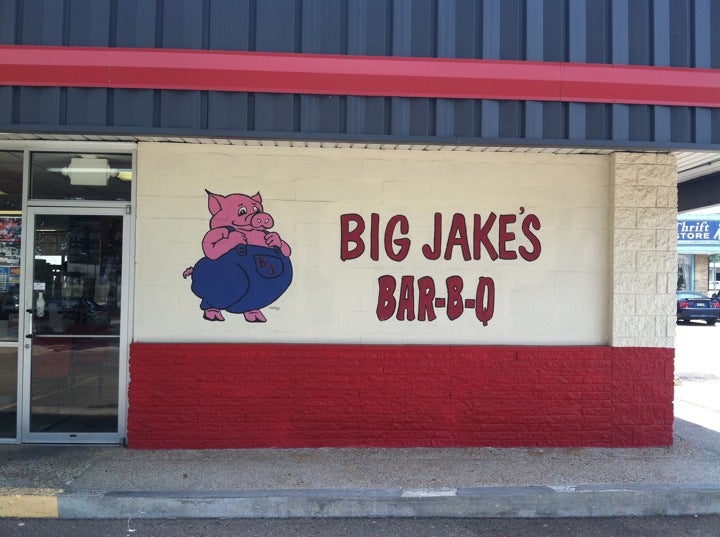 BIG JAKE'S
BAR-B-Q
BJ
Thrift
STORE